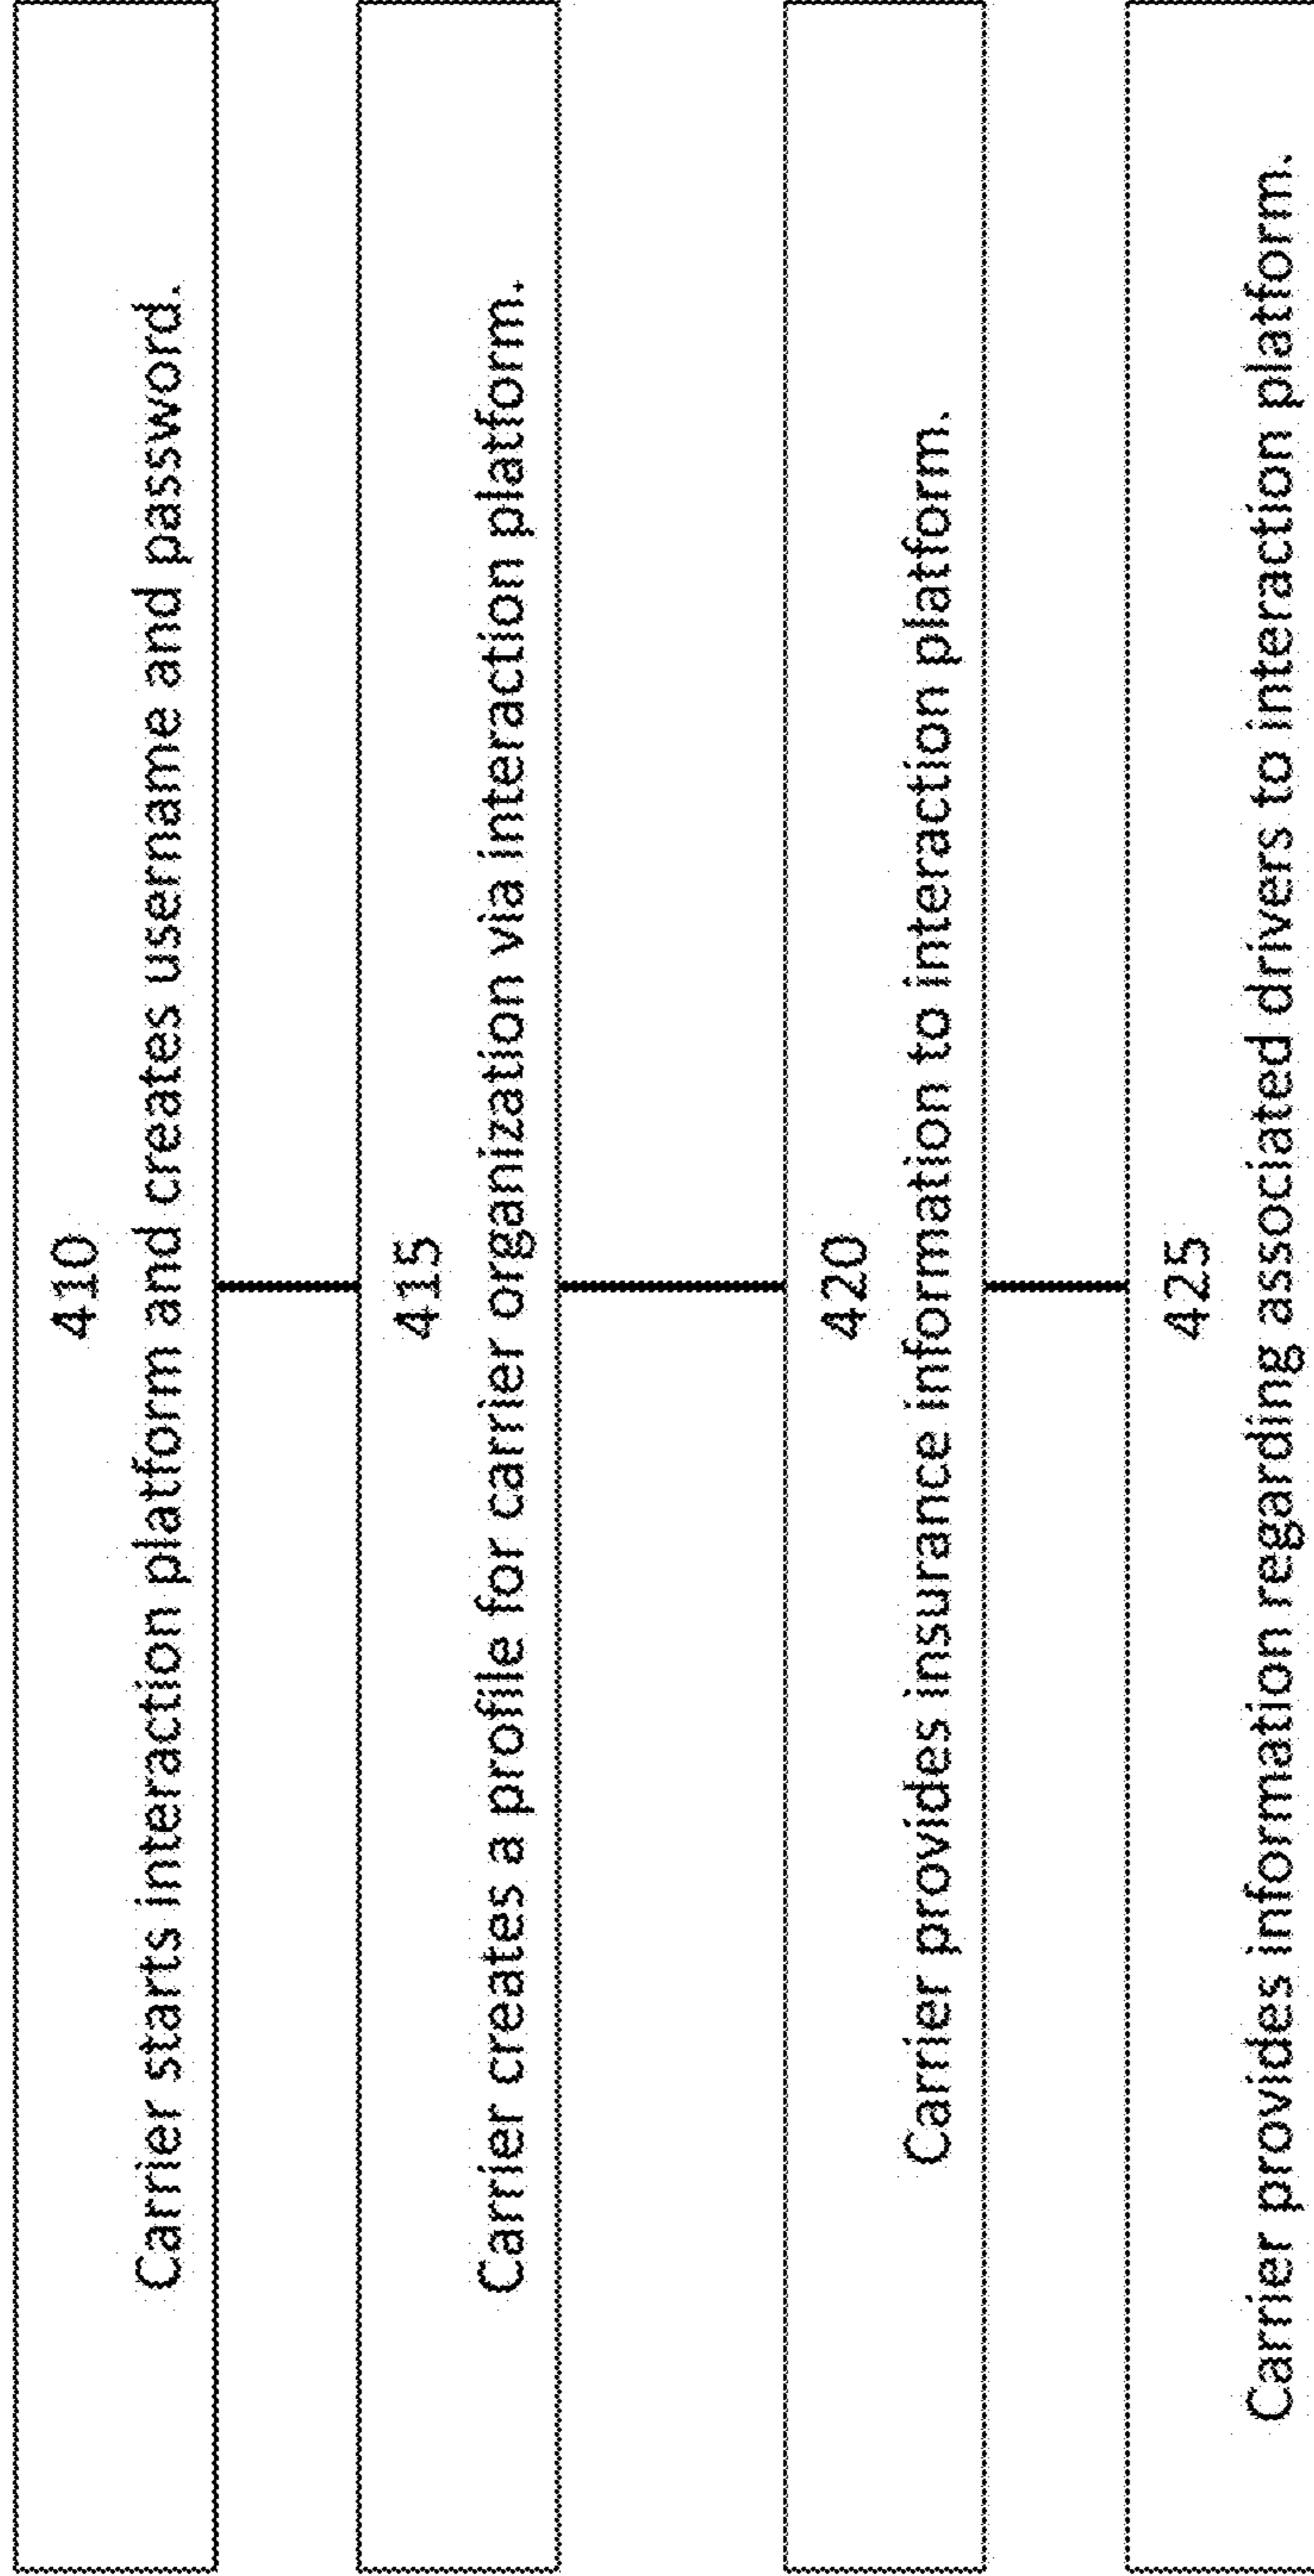 410
Carrier starts interaction platform and creates username and password.
415
Carrier creates a profile for carrier organization via interaction platform.
420
Carrier provides insurance information to interaction platform.
425
Carrier provides information regarding associated drivers to interaction platform.